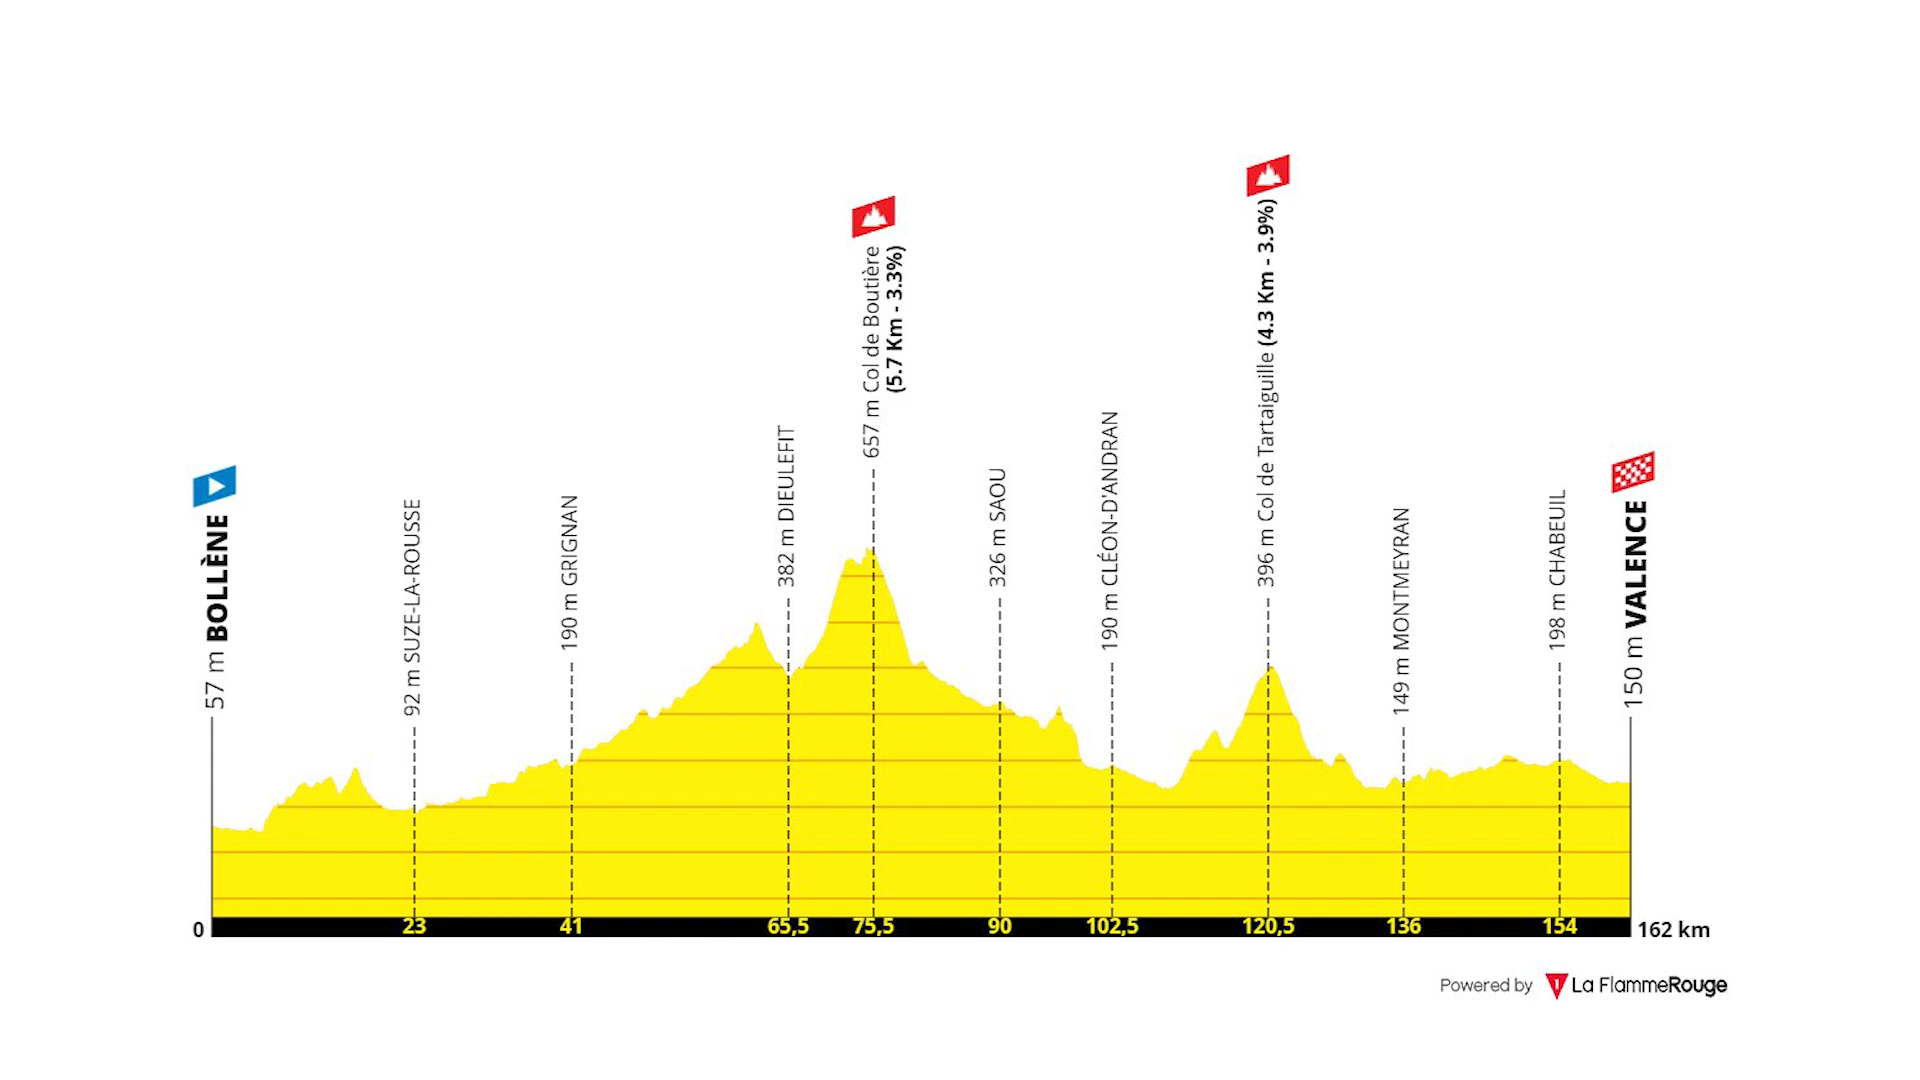 57 m BOLLÈNE
92 m SUZE-LA-ROUSSE
190 m GRIGNAN
382 m DIEULEFIT
657 m Col de Boutière
(5.7 Km - 3.3%)
326 m SAOU
190 m CLÉON-D'ANDRAN
396 m Col de Tartaiguille (4.3 Km - 3.9%)
149 m MONTMEYRAN
198 m CHABEUIL
150 m VALENCE
0 23 41 65,5 75,5 90 102,5 120,5 136 154 162 km
Powered by La FlammeRouge